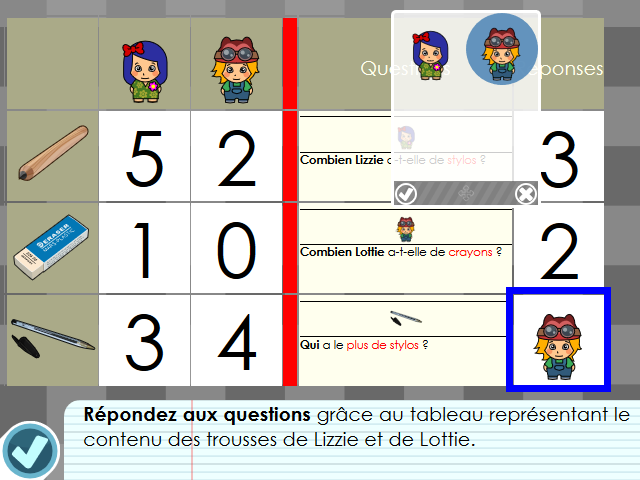 Questions Réponses
5 2
Combien Lizzie a-t-elle de stylos ?
3
ERASER
1 0
Combien Lottie a-t-elle de crayons ?
2
3 4
Qui a le plus de stylos ?
Répondez aux questions grâce au tableau représentant le
contenu des trousses de Lizzie et de Lottie.